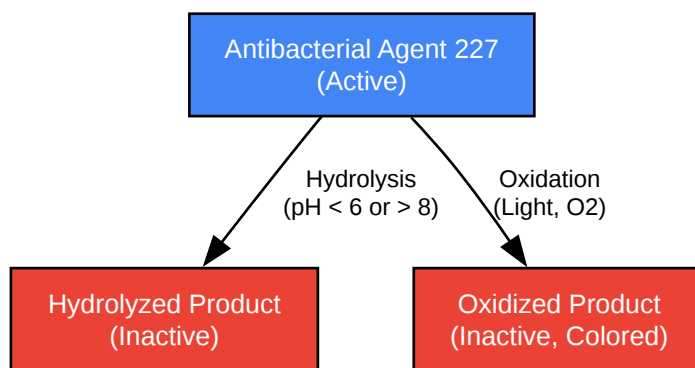 Antibacterial Agent 227
(Active)
Hydrolysis
(pH < 6 or > 8)
Oxidation
(Light, O2)
Hydrolyzed Product
(Inactive)
Oxidized Product
(Inactive, Colored)